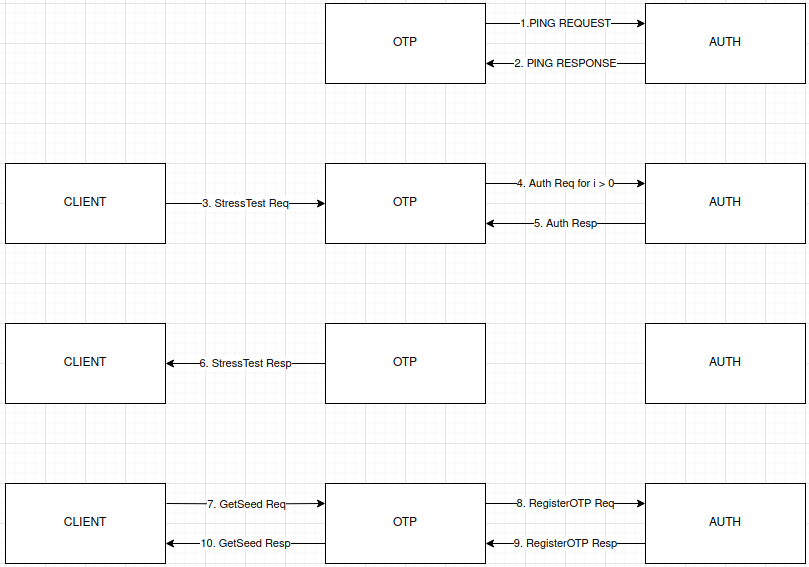 OTP
1.PING REQUEST
AUTH
2. PING RESPONSE
CLIENT
3. StressTest Req
OTP
4. Auth Req for i > 0
AUTH
5. Auth Resp
CLIENT
6. StressTest Resp
OTP
AUTH
CLIENT
7. GetSeed Req
OTP
8. RegisterOTP Req
AUTH
10. GetSeed Resp
9. RegisterOTP Resp